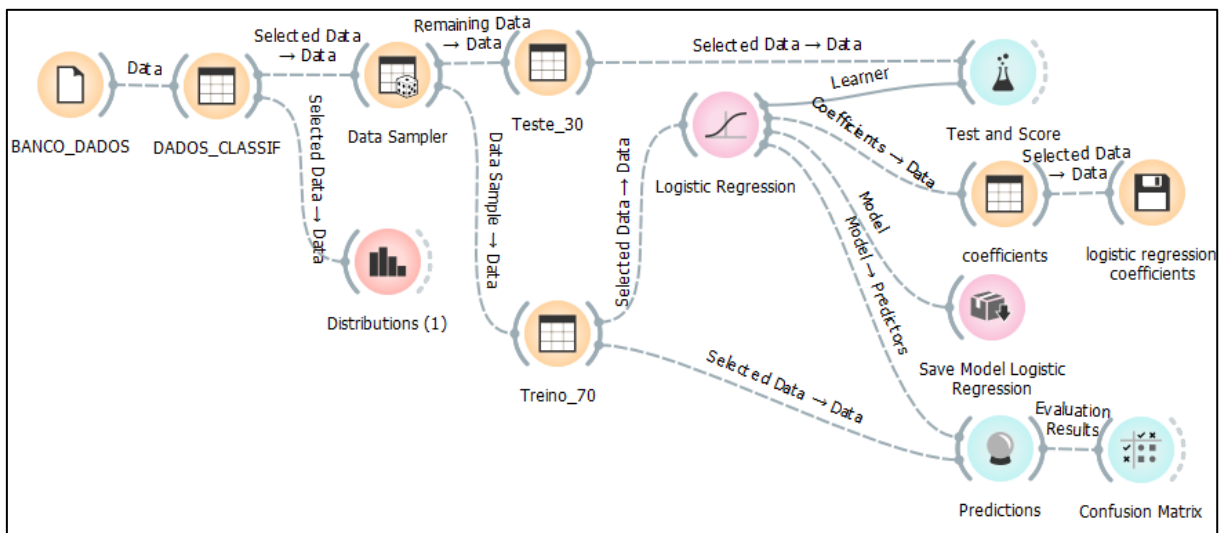 Data
BANCO_DADOS
DADOS_CLASSIF
Selected Data
→ Data
Selected Data → Data
Distributions (1)
Data Sampler
Remaining Data
→ Data
Teste_30
Data Sample → Data
Treino_70
Selected Data → Data
Selected Data → Data
Logistic Regression
Learner
Test and Score
Coefficients → Data
coefficients
Selected Data
→ Data
logistic regression
coefficients
Model
Save Model Logistic
Regression
Model → Predictors
Selected Data → Data
Predictions
Evaluation
Results
Confusion Matrix